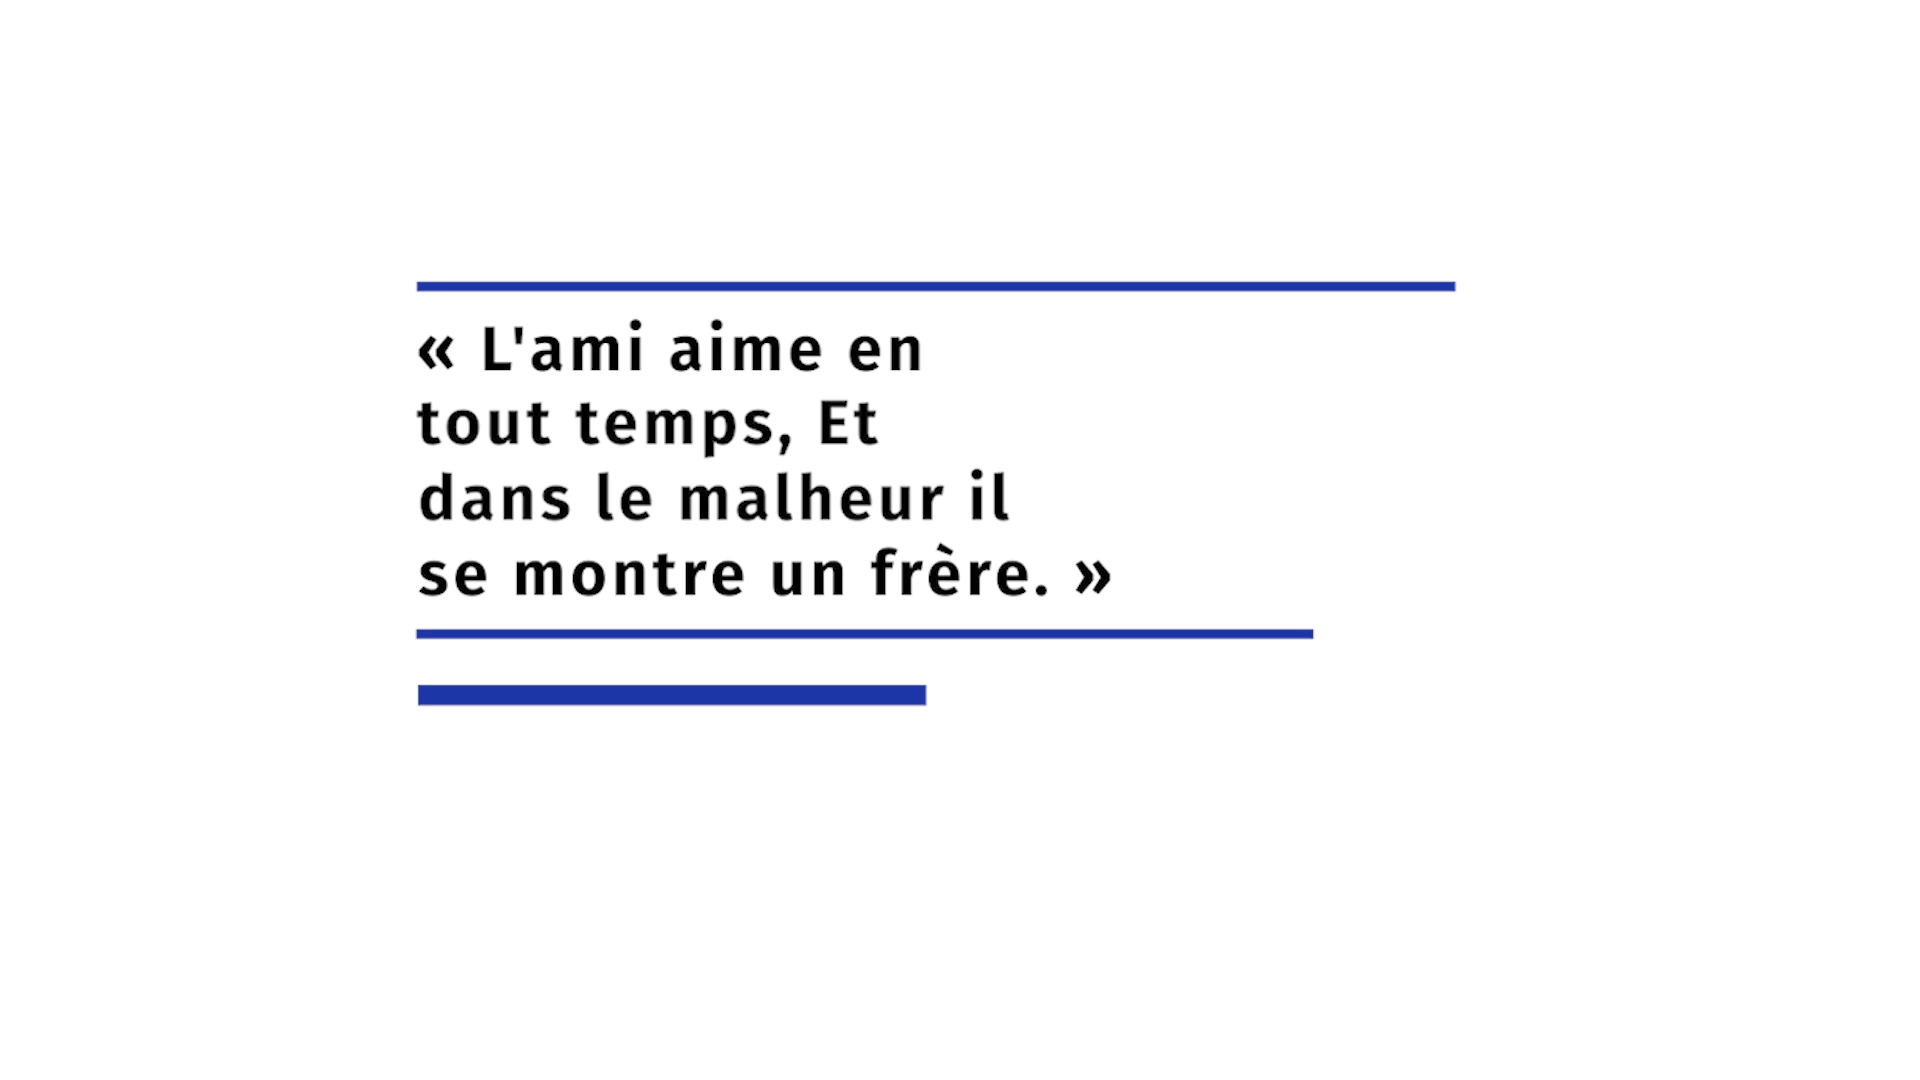 « L'ami aime en
tout temps, Et
dans le malheur il
se montre un frère. »